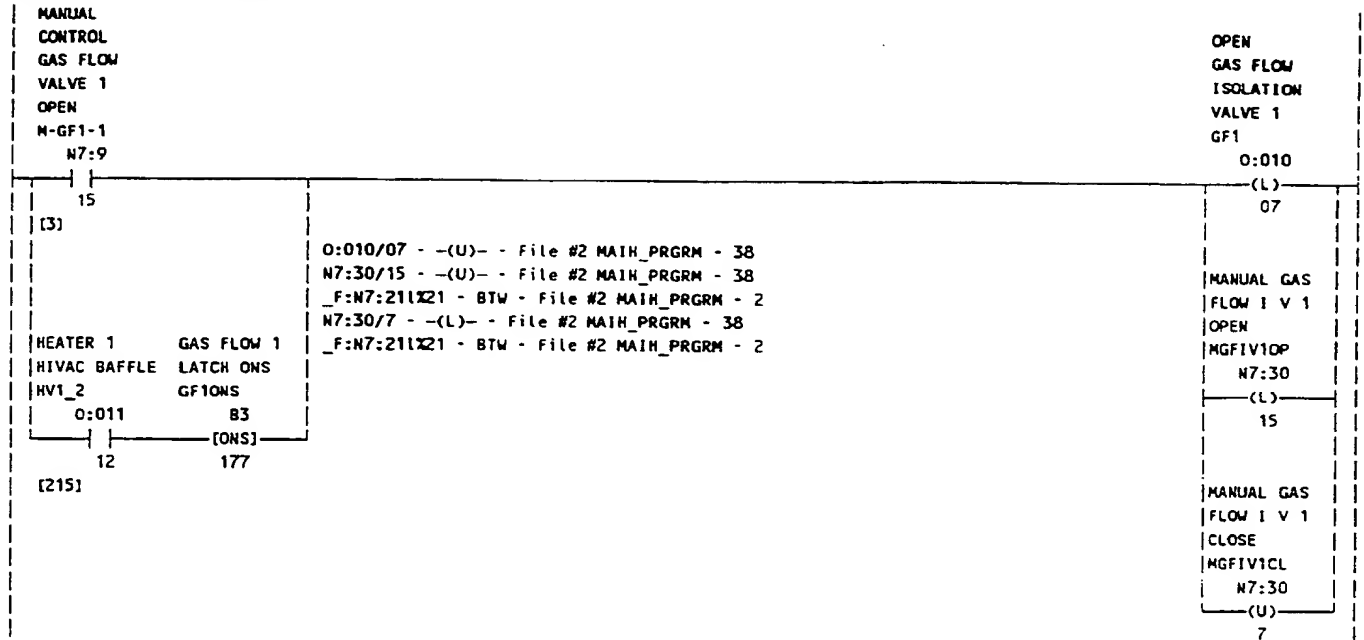 MANUAL
CONTROL
GAS FLOW
VALVE 1
OPEN
M-GF1-1
N7:9
15
[3]
HEATER 1
HIVAC BAFFLE
HV1_2
O:011
12
[215]
GAS FLOW 1
LATCH ONS
GF1ONS
B3
[ONS]
177
O:010/07 - -(U)- - File #2 MAIN_PRGRM - 38
N7:30/15 - -(U)- - File #2 MAIN_PRGRM - 38
_F:N7:211%21 - BTW - File #2 MAIN_PRGRM - 2
N7:30/7 - -(L)- - File #2 MAIN_PRGRM - 38
_F:N7:211%21 - BTW - File #2 MAIN_PRGRM - 2
OPEN
GAS FLOW
ISOLATION
VALVE 1
GF1
O:010
(L)
07
MANUAL GAS
FLOW I V 1
OPEN
MGFIV1OP
N7:30
(L)
15
MANUAL GAS
FLOW I V 1
CLOSE
MGFIV1CL
N7:30
(U)
7